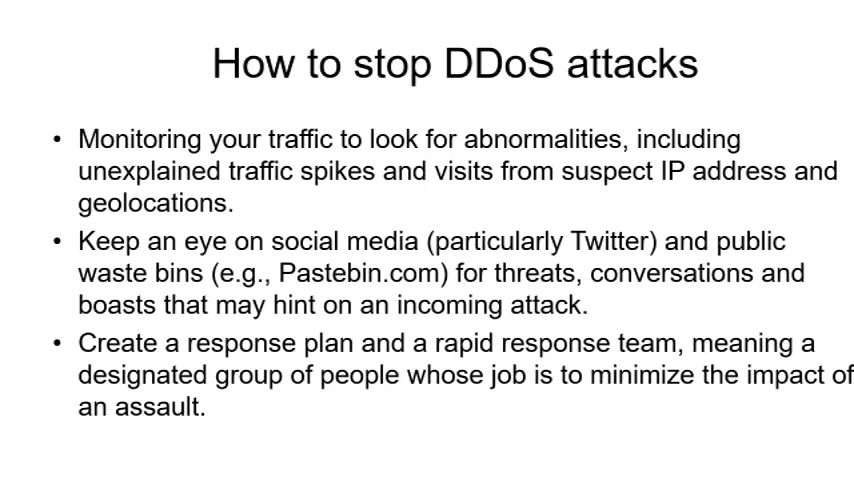 How to stop DDoS attacks
• Monitoring your traffic to look for abnormalities, including
unexplained traffic spikes and visits from suspect IP address and
geolocations.
• Keep an eye on social media (particularly Twitter) and public
waste bins (e.g., Pastebin.com) for threats, conversations and
boasts that may hint on an incoming attack.
• Create a response plan and a rapid response team, meaning a
designated group of people whose job is to minimize the impact of
an assault.